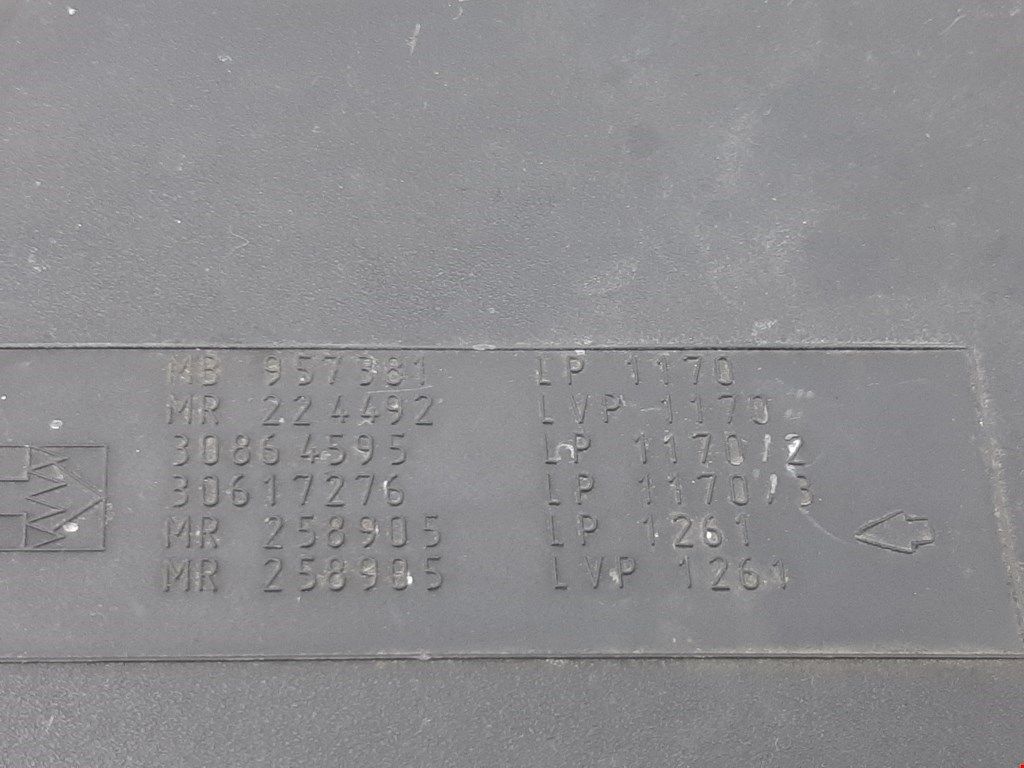 MB 957381 LP 1170
MR 224492 LVP 1170
30864595 LP 1170/2
30617276 LP 1170/3
MR 258905 LP 1261
MR 258905 LVP 1261